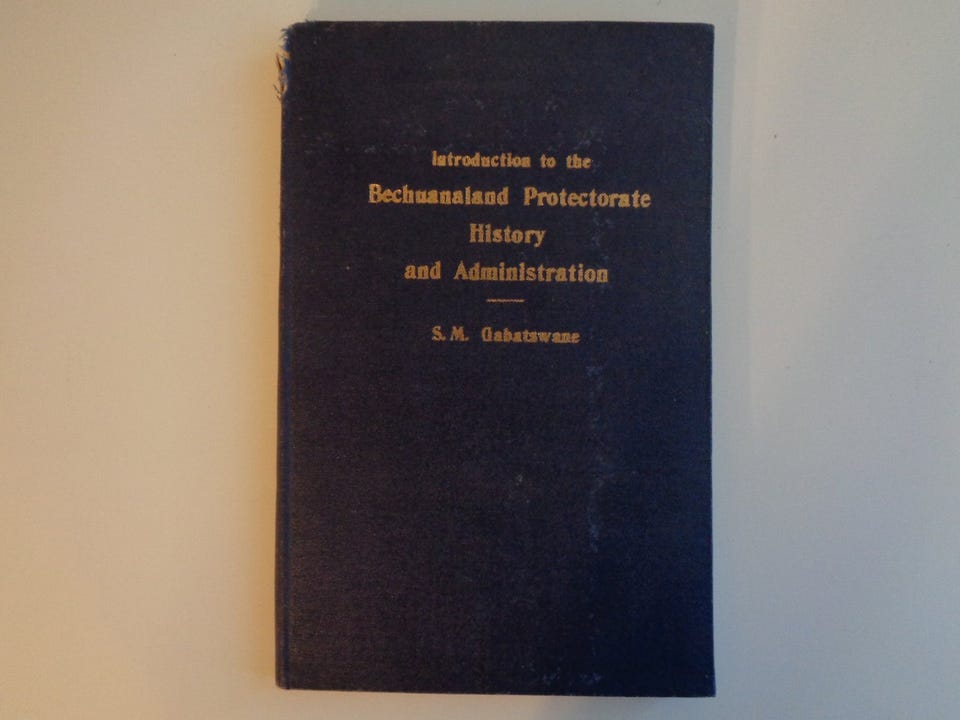 Introduction to the
Bechuanaland Protectorate
History
and Administration
S. M. Gabatswane